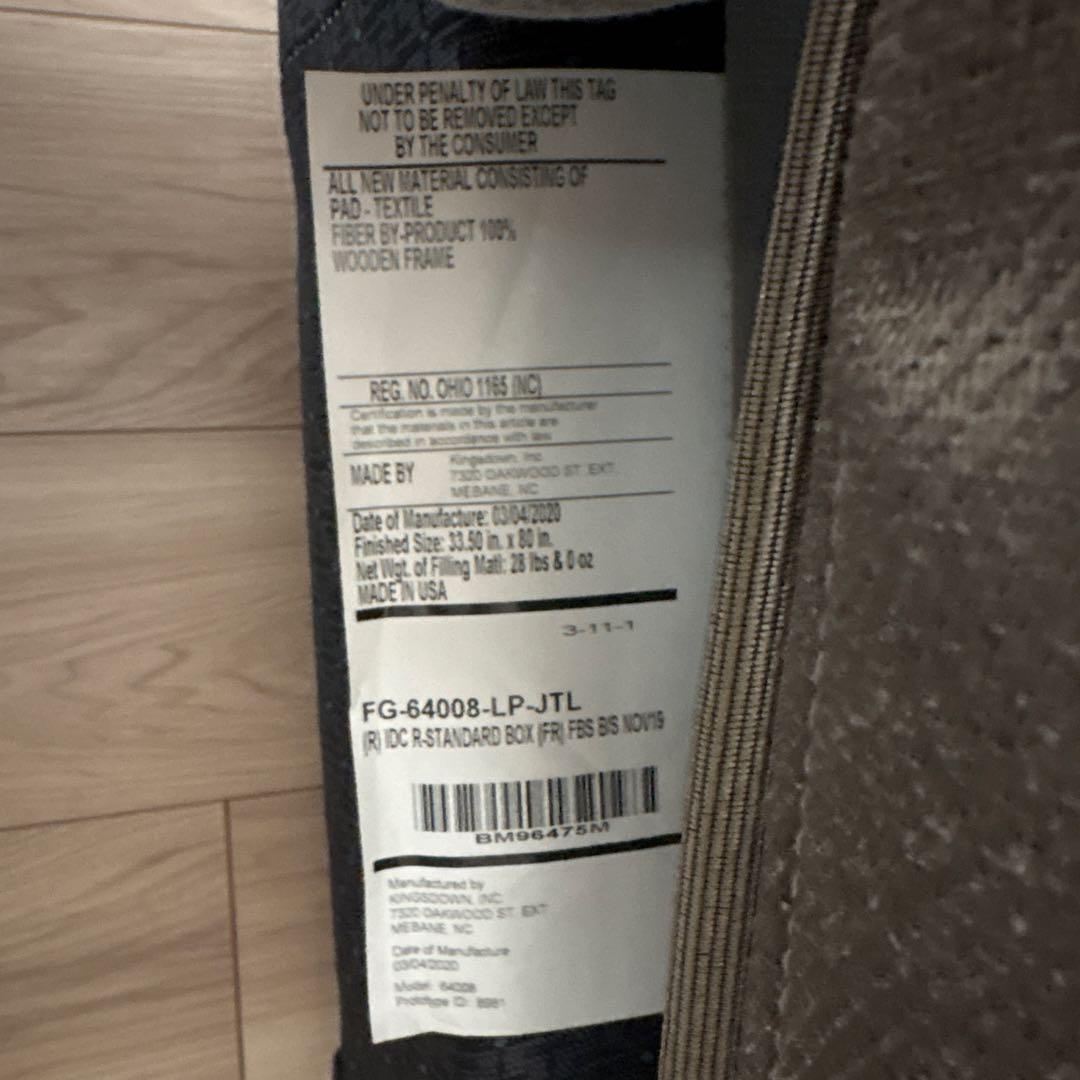 UNDER PENALTY OF LAW THIS TAG
NOT TO BE REMOVED EXCEPT
BY THE CONSUMER
ALL NEW MATERIAL CONSISTING OF
PAD - TEXTILE
FIBER BY-PRODUCT 100%
WOODEN FRAME
REG. NO. OHIO 1165 (NC)
Certification is made by the manufacturer
that the materials in this article are
described in accordance with law
MADE BY
Kingsdown, Inc
7320 OAKWOOD ST. EXT.
MEBANE, NC
Date of Manufacture: 03/04/2020
Finished Size: 33.50 in. x 80 in.
Net Wgt. of Filling Matl: 28 lbs & 0 oz
MADE IN USA
3-11-1
FG-64008-LP-JTL
(R) IDC R-STANDARD BOX (FR) FBS B/S NOV19
BM96475M
Manufactured by
KINGSDOWN, INC.
7320 OAKWOOD ST. EXT
MEBANE, NC
Date of Manufacture
03/04/2020
Model: 64008
Prototype ID: 8981